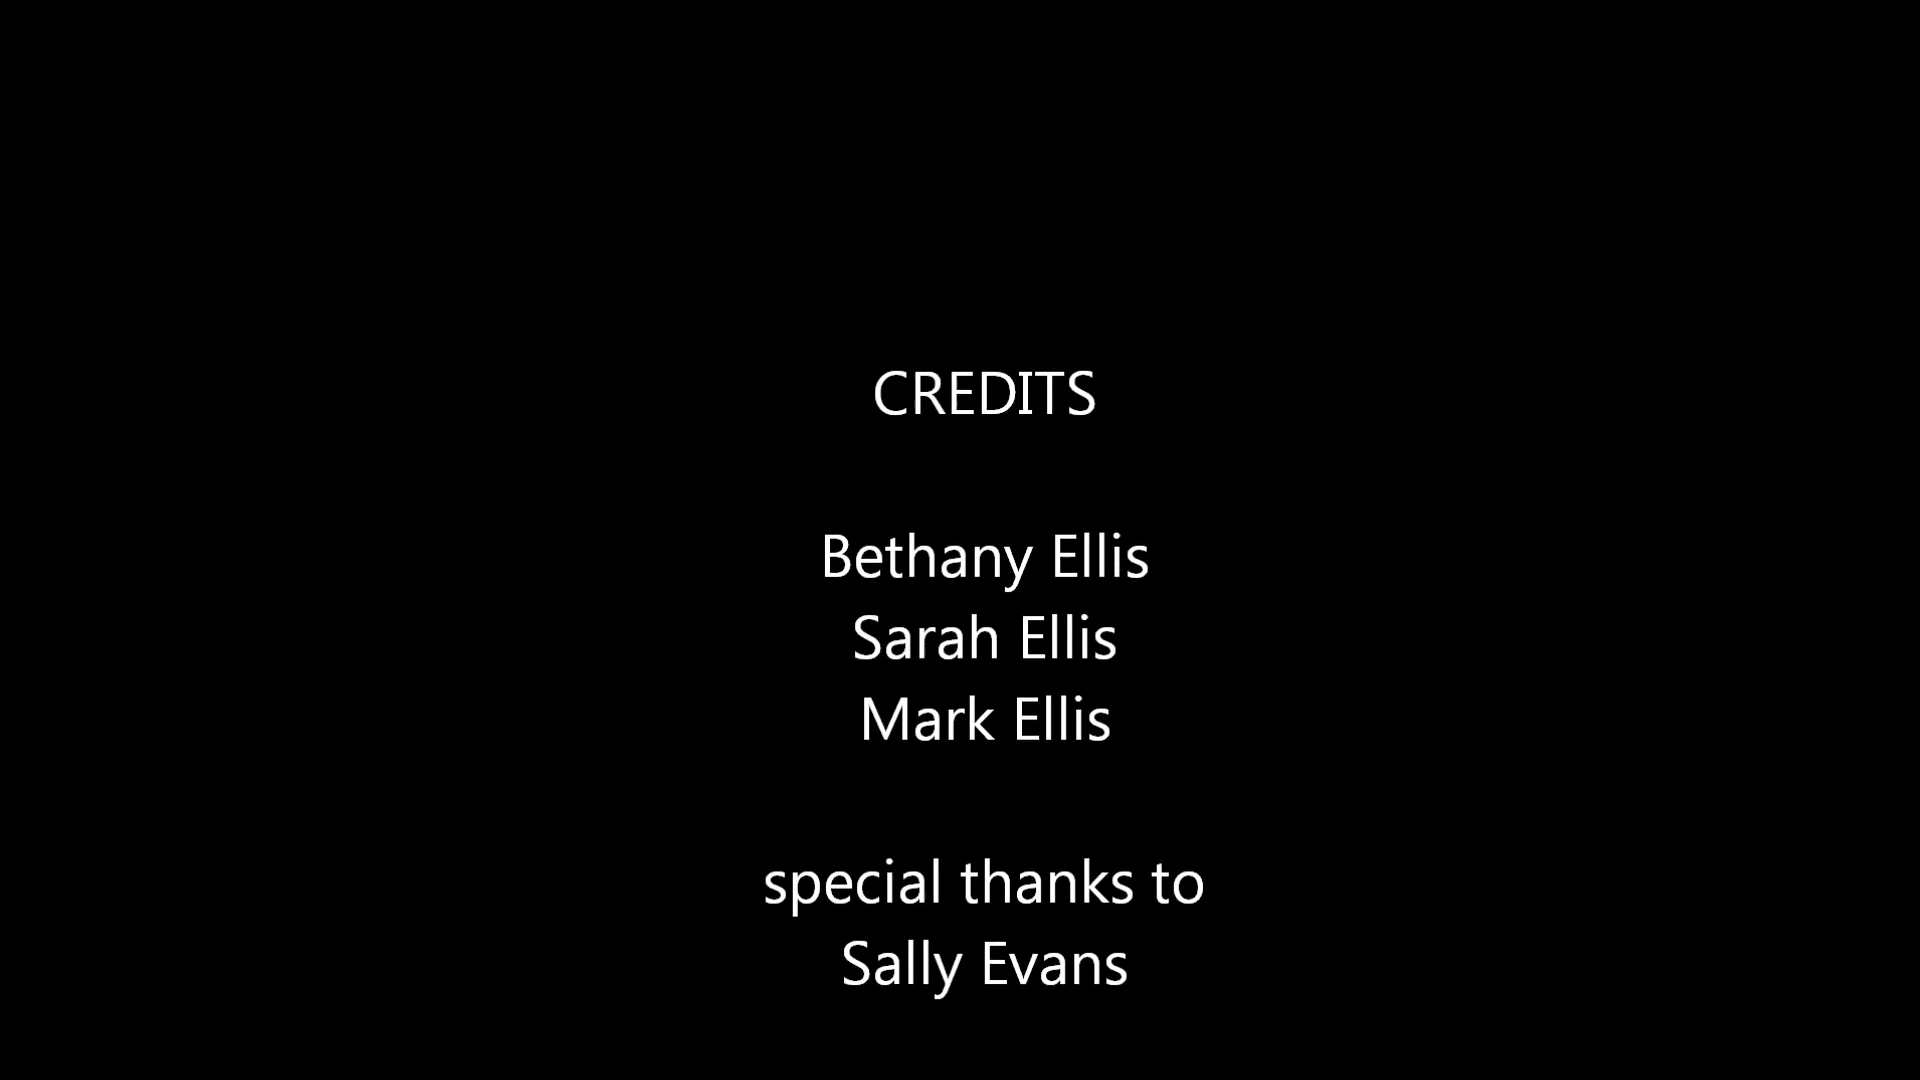 CREDITS
Bethany Ellis
Sarah Ellis
Mark Ellis
special thanks to
Sally Evans